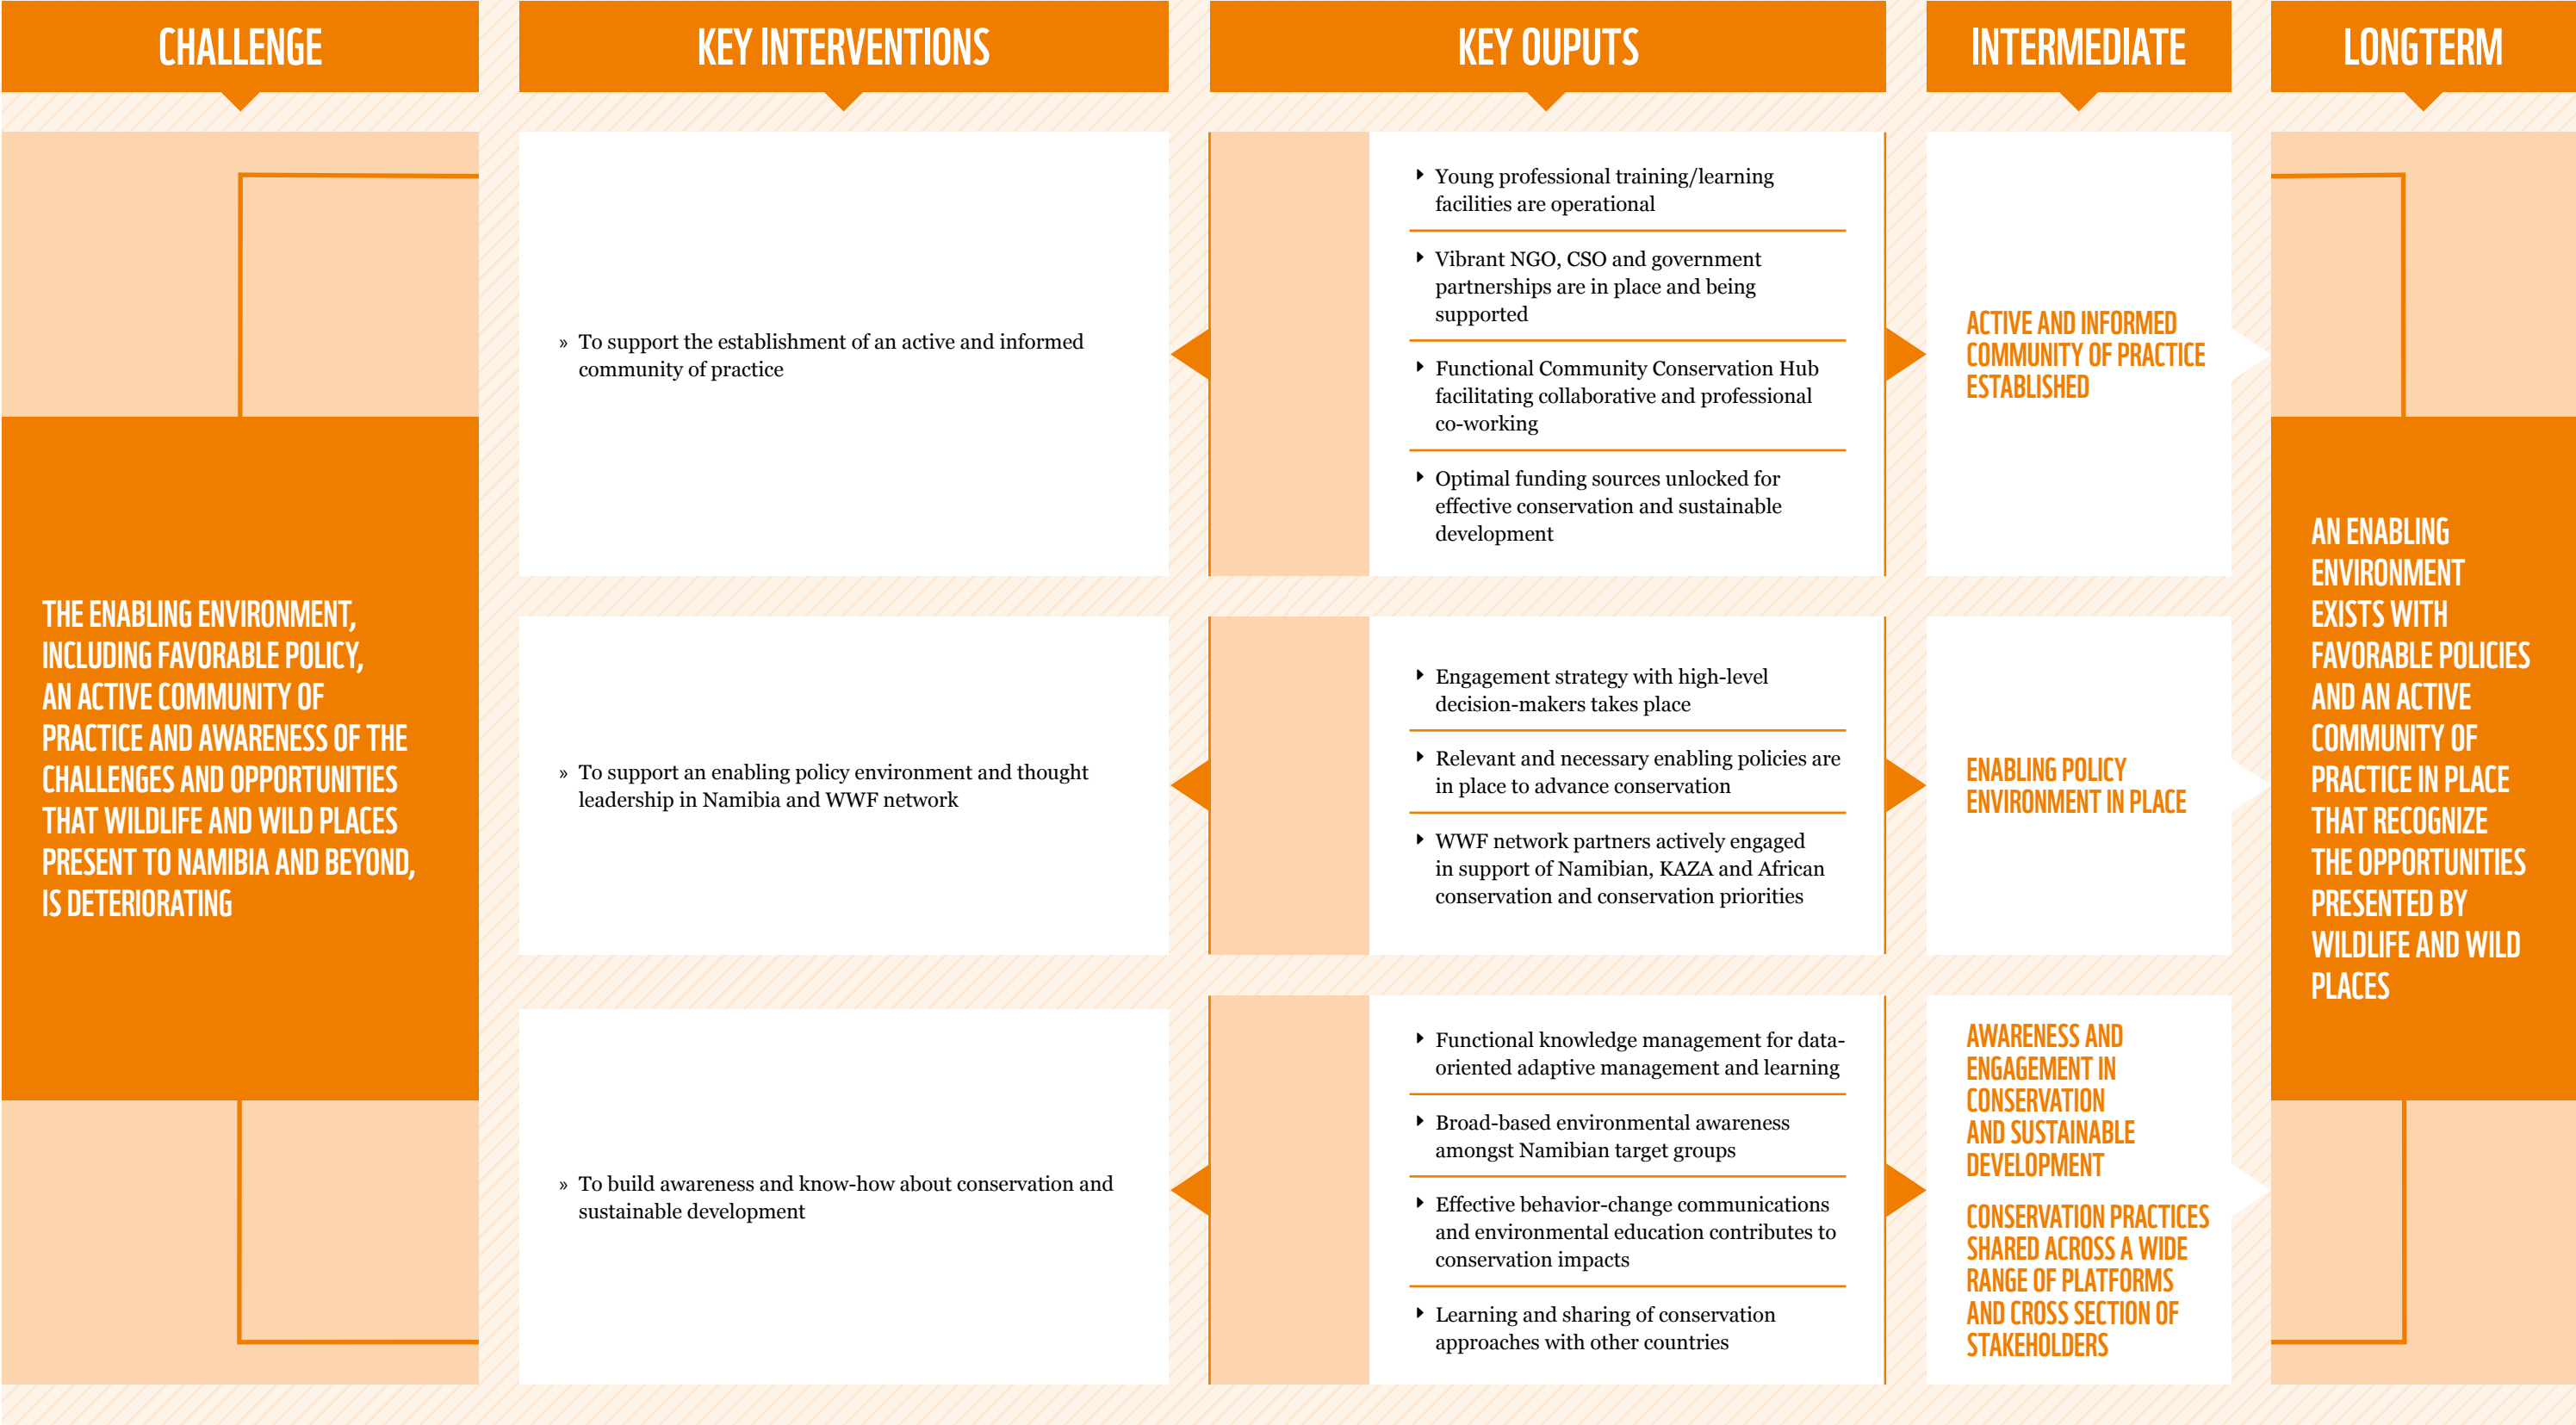 CHALLENGE
KEY INTERVENTIONS
KEY OUPUTS
INTERMEDIATE
LONGTERM
THE ENABLING ENVIRONMENT,
INCLUDING FAVORABLE POLICY,
AN ACTIVE COMMUNITY OF
PRACTICE AND AWARENESS OF THE
CHALLENGES AND OPPORTUNITIES
THAT WILDLIFE AND WILD PLACES
PRESENT TO NAMIBIA AND BEYOND,
IS DETERIORATING
» To support the establishment of an active and informed
community of practice
Young professional training/learning
facilities are operational
Vibrant NGO, CSO and government
partnerships are in place and being
supported
Functional Community Conservation Hub
facilitating collaborative and professional
co-working
Optimal funding sources unlocked for
effective conservation and sustainable
development
ACTIVE AND INFORMED
COMMUNITY OF PRACTICE
ESTABLISHED
» To support an enabling policy environment and thought
leadership in Namibia and WWF network
Engagement strategy with high-level
decision-makers takes place
Relevant and necessary enabling policies are
in place to advance conservation
WWF network partners actively engaged
in support of Namibian, KAZA and African
conservation and conservation priorities
ENABLING POLICY
ENVIRONMENT IN PLACE
» To build awareness and know-how about conservation and
sustainable development
Functional knowledge management for data-
oriented adaptive management and learning
Broad-based environmental awareness
amongst Namibian target groups
Effective behavior-change communications
and environmental education contributes to
conservation impacts
Learning and sharing of conservation
approaches with other countries
AWARENESS AND
ENGAGEMENT IN
CONSERVATION
AND SUSTAINABLE
DEVELOPMENT
CONSERVATION PRACTICES
SHARED ACROSS A WIDE
RANGE OF PLATFORMS
AND CROSS SECTION OF
STAKEHOLDERS
AN ENABLING
ENVIRONMENT
EXISTS WITH
FAVORABLE POLICIES
AND AN ACTIVE
COMMUNITY OF
PRACTICE IN PLACE
THAT RECOGNIZE
THE OPPORTUNITIES
PRESENTED BY
WILDLIFE AND WILD
PLACES